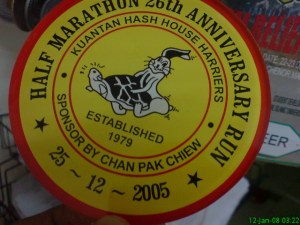 HALF MARATHON 26th ANNIVERSARY RUN
KUANTAN HASH HOUSE HARRIERS
ESTABLISHED
1979
SPONSOR BY CHAN PAK CHIEW
25 ~ 12 ~ 2005
EER
12-Jan-08 03:22